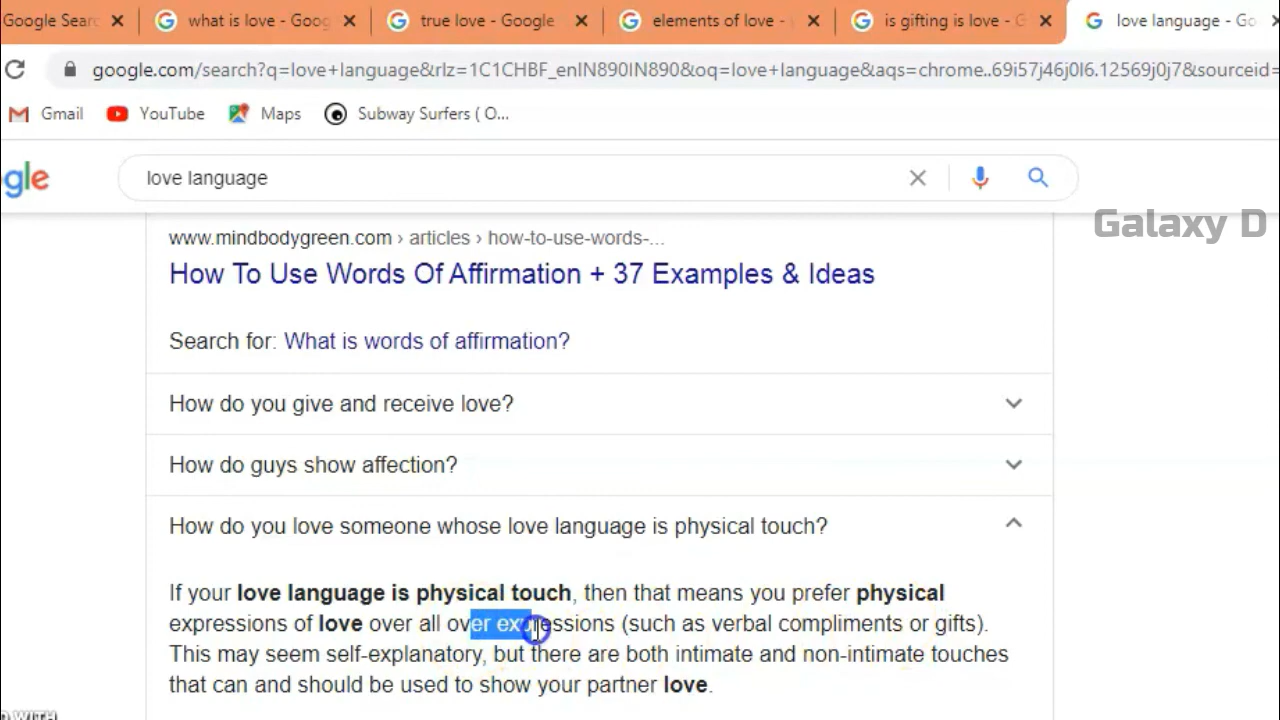 Google Sear
what is love - Goog
true love - Google
elements of love -
is gifting is love - G
love language - Go
google.com/search?q=love+language&rlz=1C1CHBF_enIN890IN890&oq=love+language&aqs=chrome..69i57j46j0l6.12569j0j7&sourceid=
Gmail
YouTube
Maps
Subway Surfers ( O...
gle
love language
Galaxy D
www.mindbodygreen.com › articles › how-to-use-words-...
How To Use Words Of Affirmation + 37 Examples & Ideas
Search for: What is words of affirmation?
How do you give and receive love?
How do guys show affection?
How do you love someone whose love language is physical touch?
If your love language is physical touch, then that means you prefer physical
expressions of love over all over expressions (such as verbal compliments or gifts).
This may seem self-explanatory, but there are both intimate and non-intimate touches
that can and should be used to show your partner love.
WITH